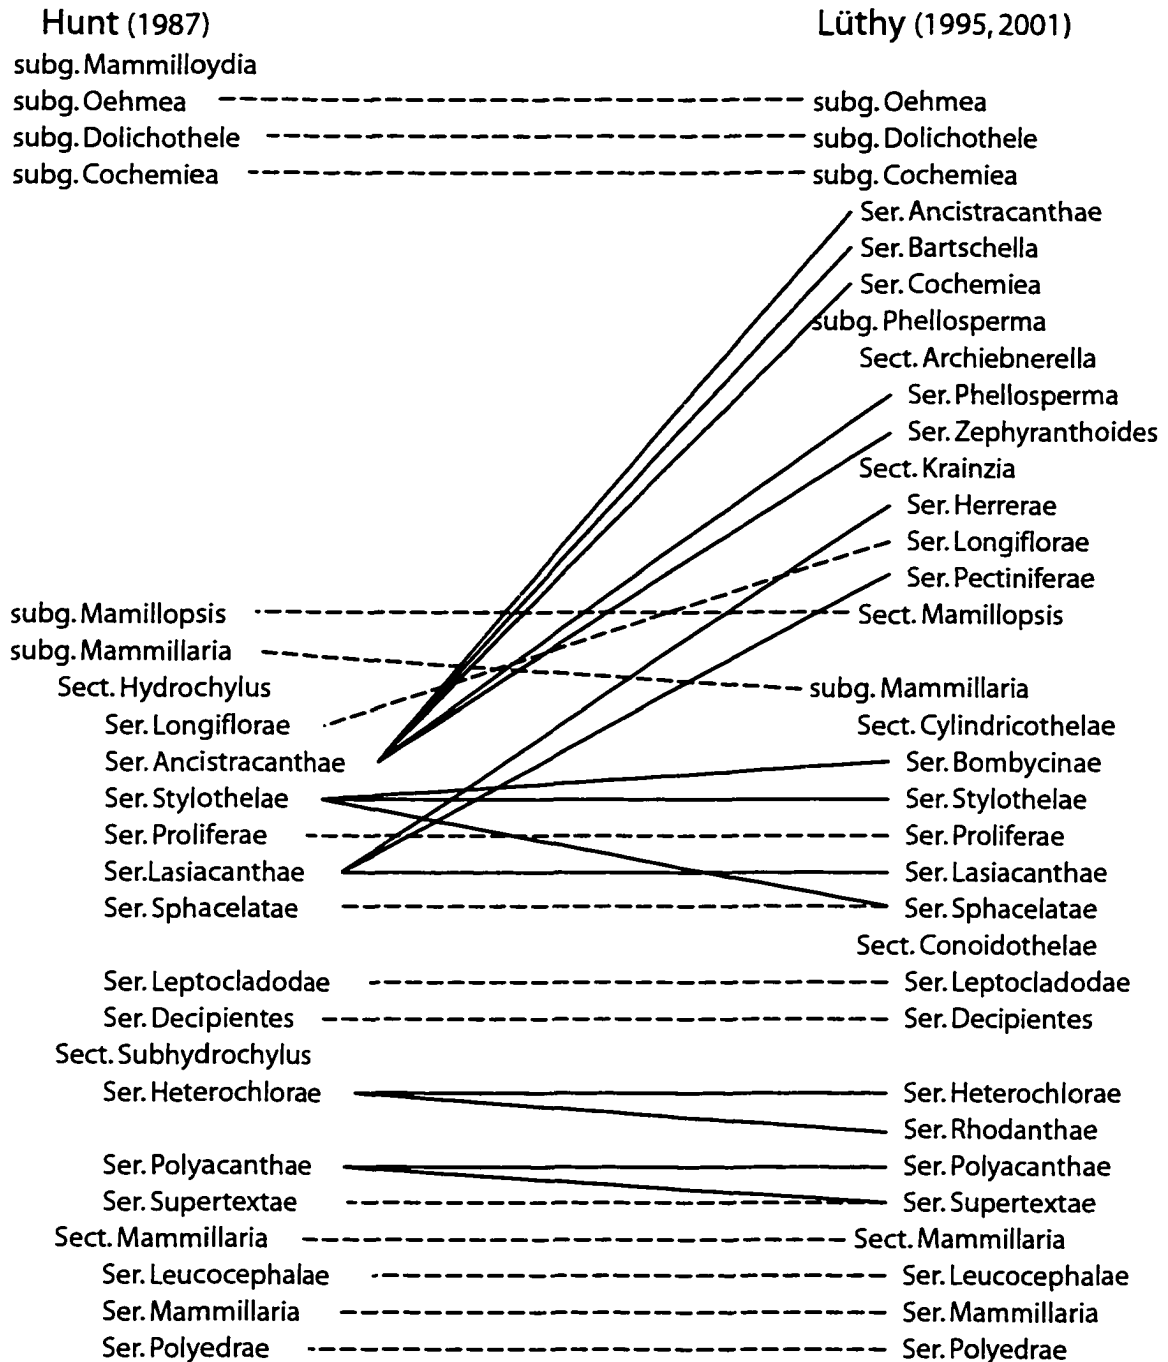 Hunt (1987)
subg. Mammilloydia
subg. Oehmea
subg. Dolichothele
subg. Cochemiea
subg. Mamillopsis
subg. Mammillaria
Sect. Hydrochylus
Ser. Longiflorae
Ser. Ancistracanthae
Ser. Stylothelae
Ser. Proliferae
Ser.Lasiacanthae
Ser. Sphacelatae
Ser. Leptocladodae
Ser. Decipientes
Sect. Subhydrochylus
Ser. Heterochlorae
Ser. Polyacanthae
Ser. Supertextae
Sect. Mammillaria
Ser. Leucocephalae
Ser. Mammillaria
Ser. Polyedrae
Lüthy (1995, 2001)
subg. Oehmea
subg. Dolichothele
subg. Cochemiea
Ser. Ancistracanthae
Ser. Bartschella
Ser. Cochemiea
subg. Phellosperma
Sect. Archiebnerella
Ser. Phellosperma
Ser. Zephyranthoides
Sect. Krainzia
Ser. Herrerae
Ser. Longiflorae
Ser. Pectiniferae
Sect. Mamillopsis
subg. Mammillaria
Sect. Cylindricothelae
Ser. Bombycinae
Ser. Stylothelae
Ser. Proliferae
Ser. Lasiacanthae
Ser. Sphacelatae
Sect. Conoidothelae
Ser. Leptocladodae
Ser. Decipientes
Ser. Heterochlorae
Ser. Rhodanthae
Ser. Polyacanthae
Ser. Supertextae
Sect. Mammillaria
Ser. Leucocephalae
Ser. Mammillaria
Ser. Polyedrae